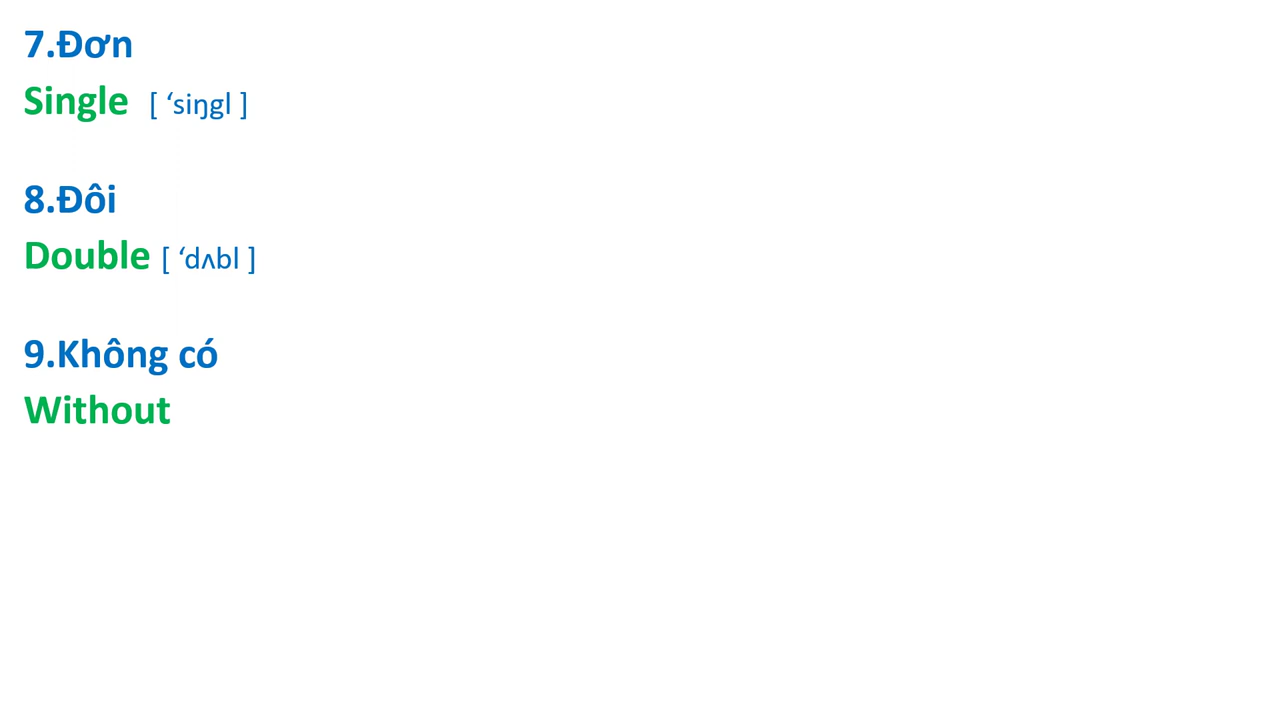 7.Đơn
Single [ ‘siŋgl ]
8.Đôi
Double [ ‘dʌbl ]
9.Không có
Without